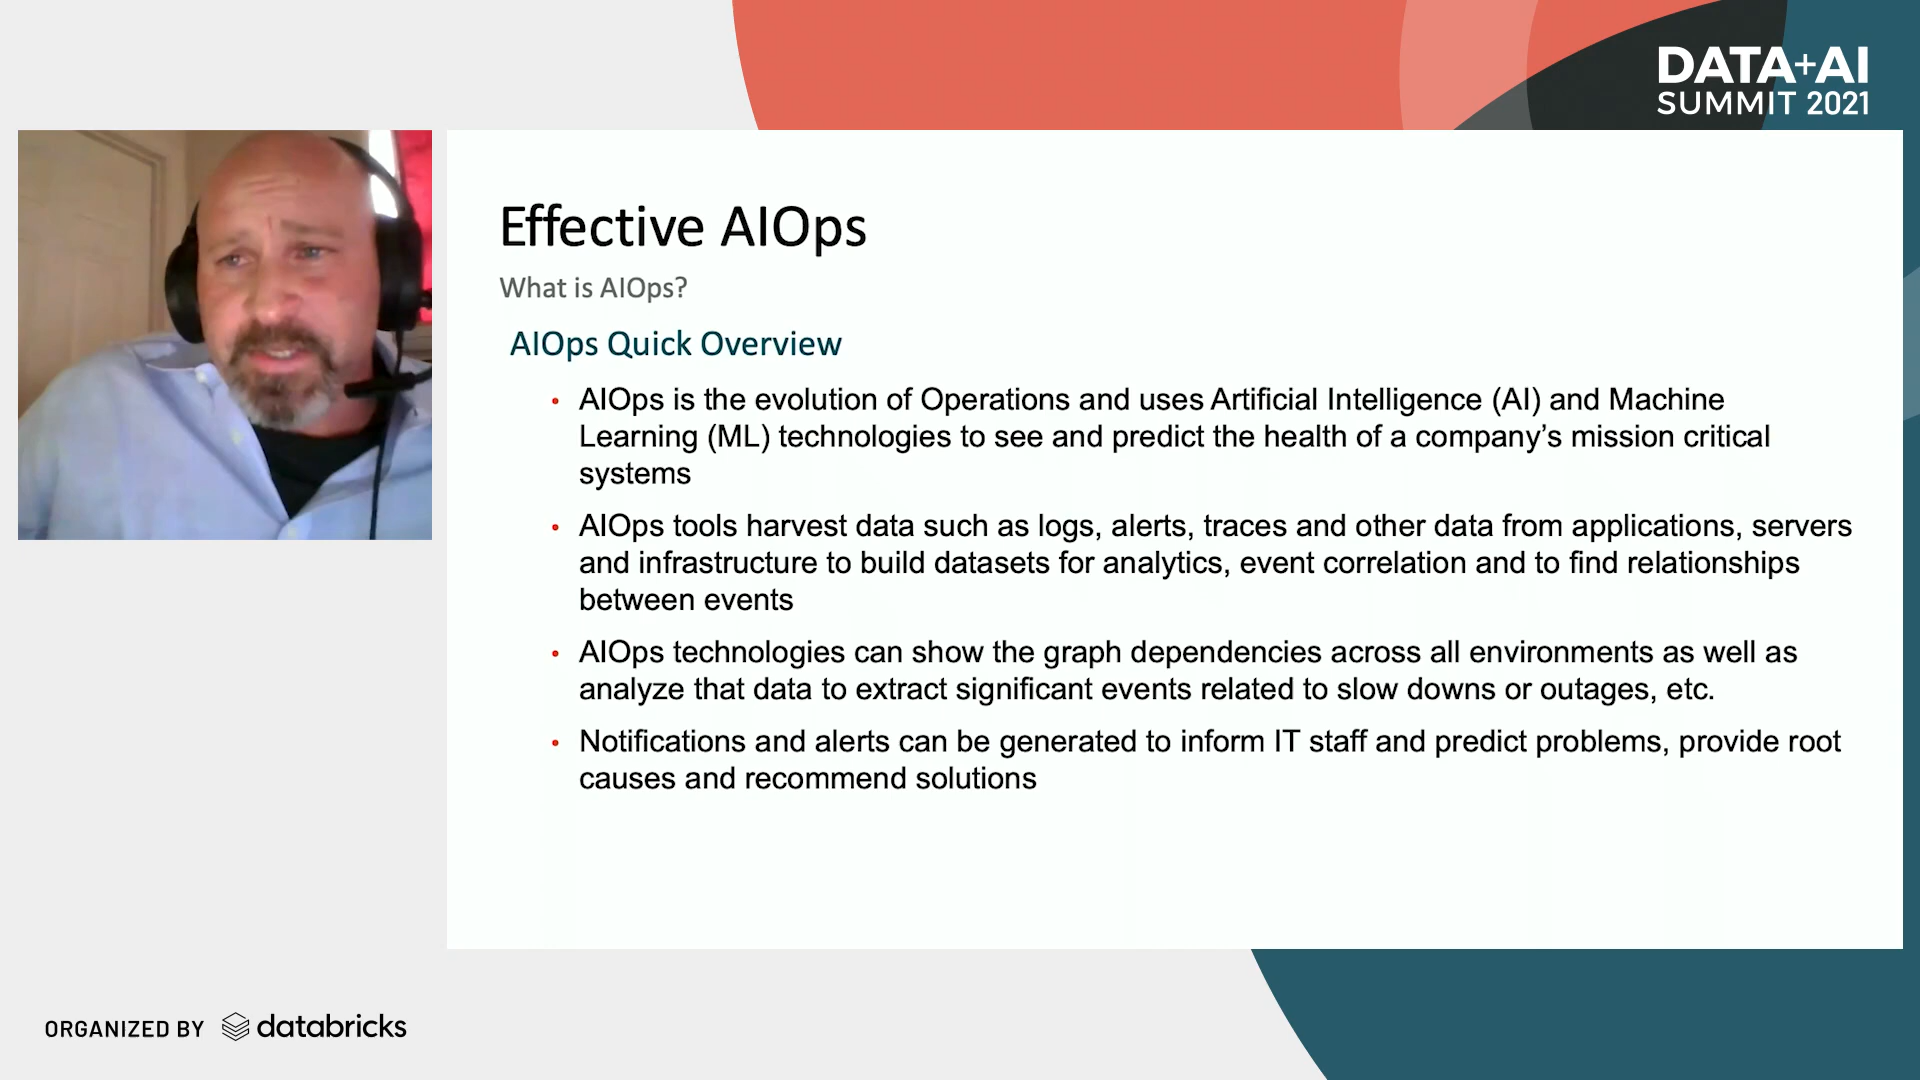 DATA+AI
SUMMIT 2021
Effective AIOps
What is AIOps?
AIOps Quick Overview
• AIOps is the evolution of Operations and uses Artificial Intelligence (AI) and Machine
Learning (ML) technologies to see and predict the health of a company’s mission critical
systems
• AIOps tools harvest data such as logs, alerts, traces and other data from applications, servers
and infrastructure to build datasets for analytics, event correlation and to find relationships
between events
• AIOps technologies can show the graph dependencies across all environments as well as
analyze that data to extract significant events related to slow downs or outages, etc.
• Notifications and alerts can be generated to inform IT staff and predict problems, provide root
causes and recommend solutions
ORGANIZED BY databricks